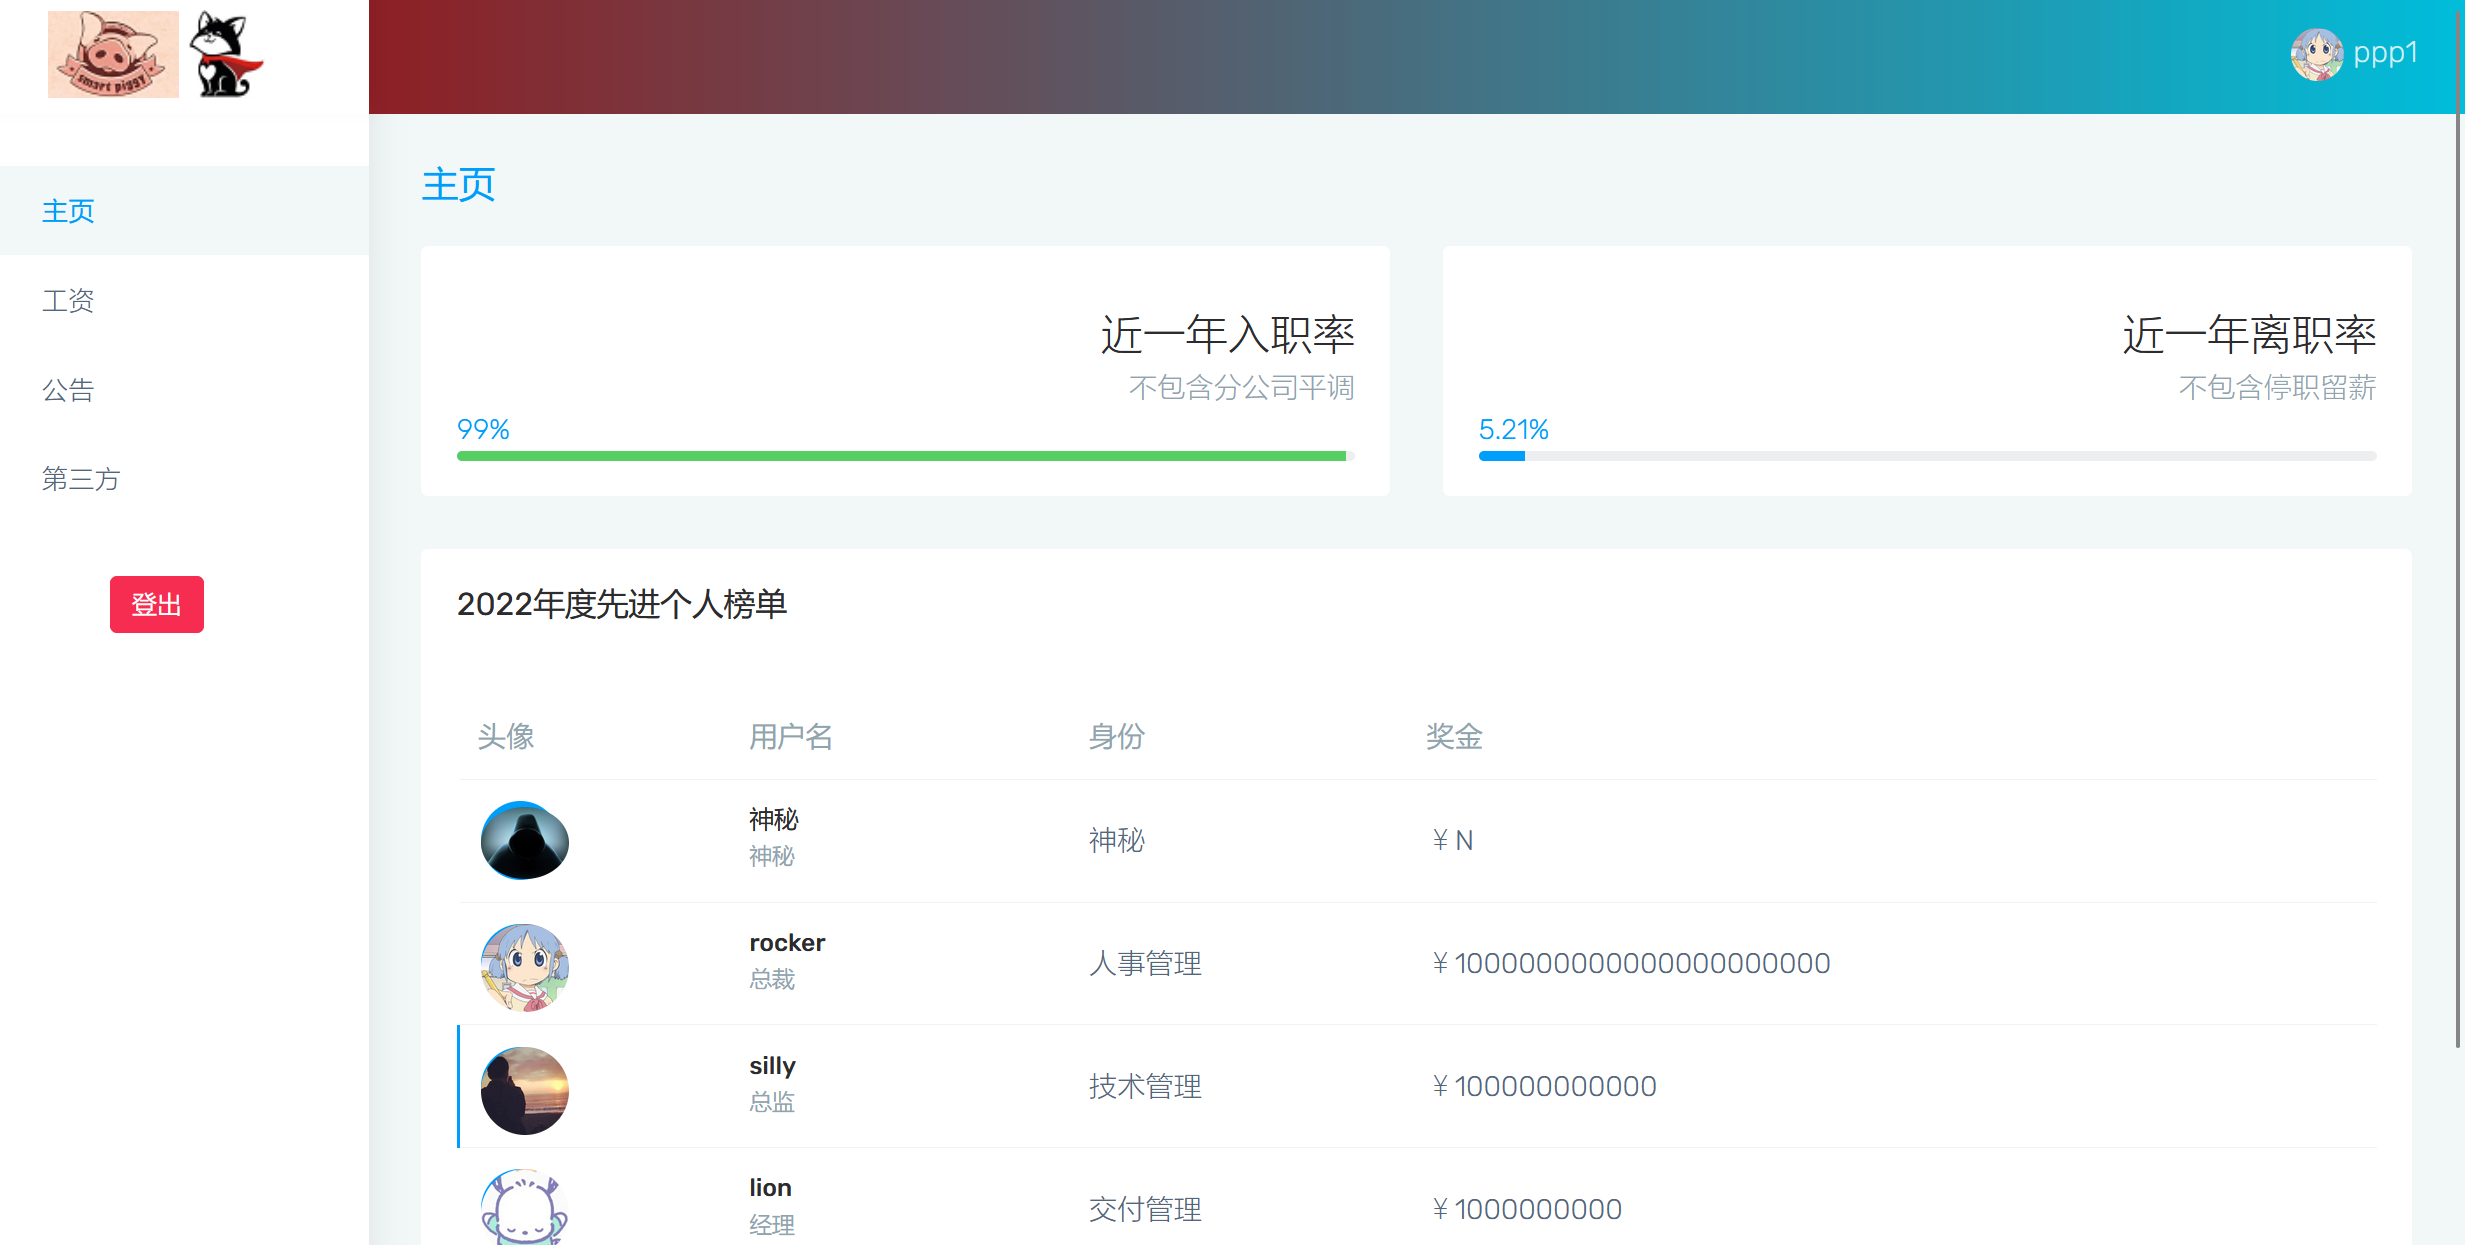 smart piggy
ppp1
主页
工资
公告
第三方
登出
主页
近一年入职率
不包含分公司平调
99%
近一年离职率
不包含停职留薪
5.21%
2022年度先进个人榜单
头像 用户名 身份 奖金
神秘
神秘
神秘
¥ N
rocker
总裁
人事管理
¥ 1000000000000000000000
silly
总监
技术管理
¥ 100000000000
lion
经理
交付管理
¥ 1000000000